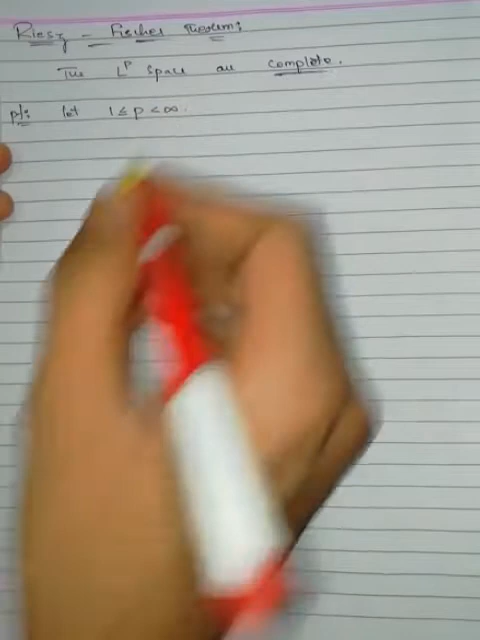 Riesz - Fischer Theorem:
The L^p space are complete.
pf: let 1 ≤ p < ∞.